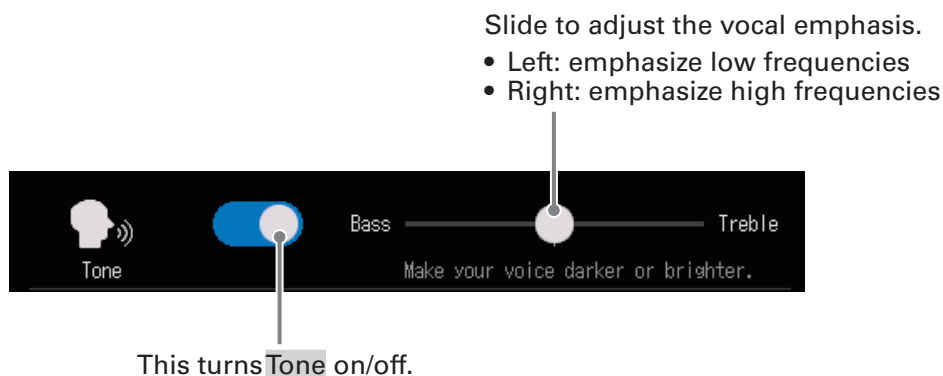 Slide to adjust the vocal emphasis.
• Left: emphasize low frequencies
• Right: emphasize high frequencies
Bass Treble
Tone Make your voice darker or brighter.
This turns Tone on/off.